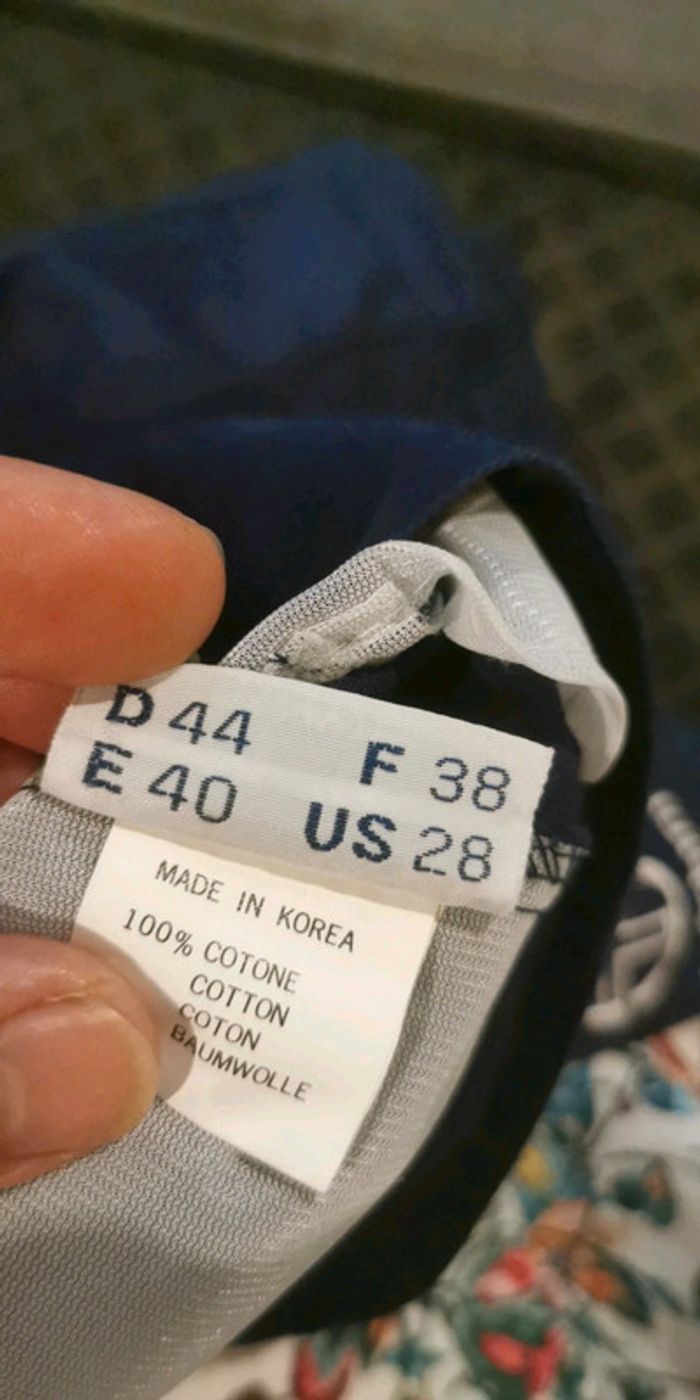 D 44 F 38
E 40 US 28
MADE IN KOREA
100% COTONE
COTTON
COTON
BAUMWOLLE